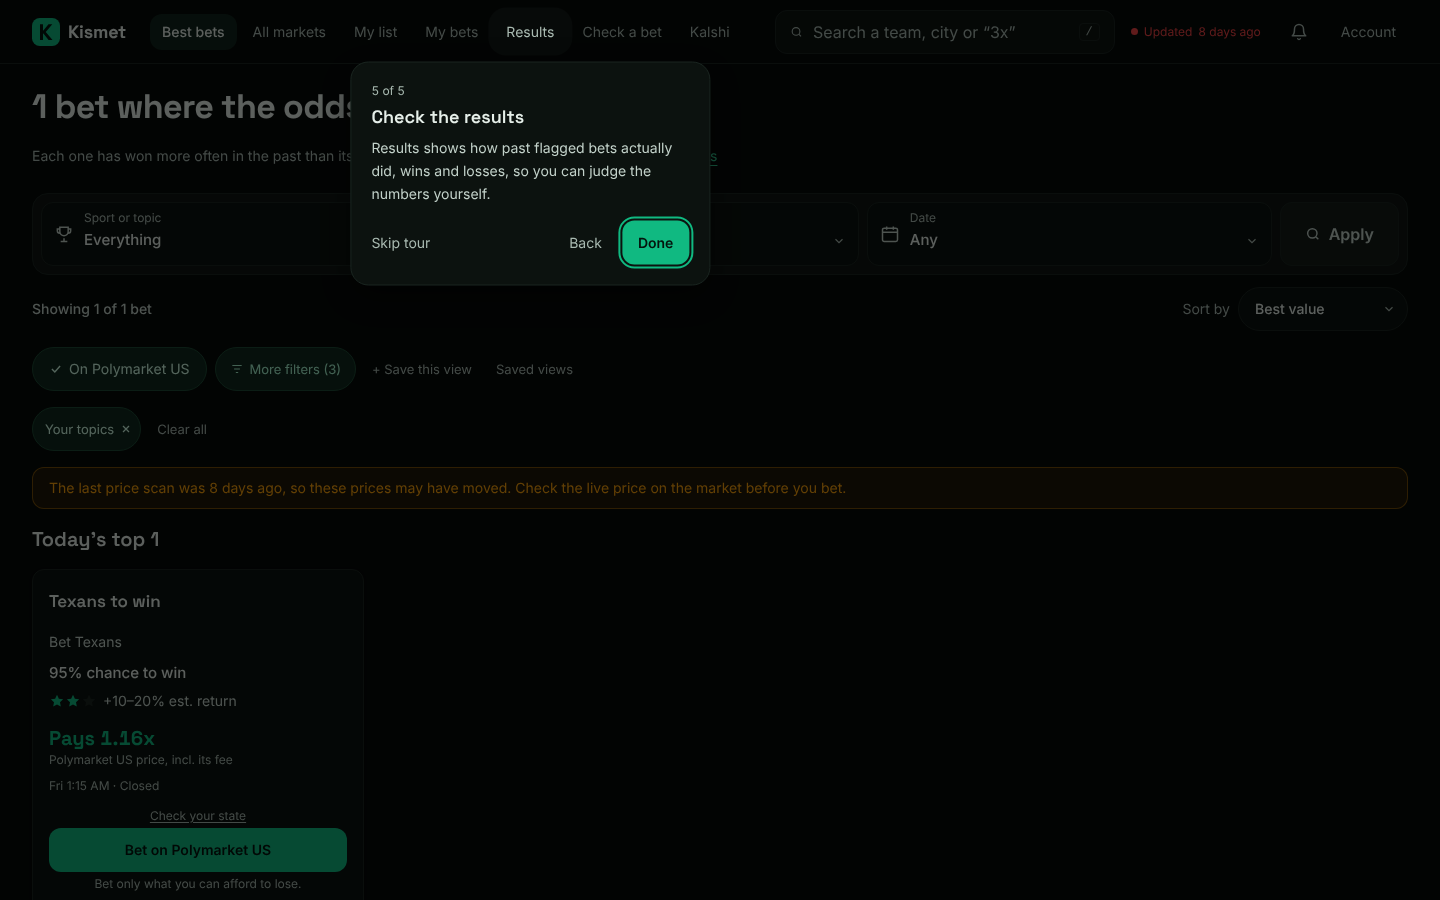 Kismet
Best bets
All markets
My list
My bets
Results
Check a bet
Kalshi
Search a team, city or “3x”
/
Updated 8 days ago
Account
1 bet where the odds
Each one has won more often in the past than its
s
5 of 5
Check the results
Results shows how past flagged bets actually
did, wins and losses, so you can judge the
numbers yourself.
Skip tour
Back
Done
Sport or topic
Everything
Date
Any
Apply
Showing 1 of 1 bet
Sort by
Best value
On Polymarket US
More filters (3)
+ Save this view
Saved views
Your topics ×
Clear all
The last price scan was 8 days ago, so these prices may have moved. Check the live price on the market before you bet.
Today’s top 1
Texans to win
Bet Texans
95% chance to win
+10–20% est. return
Pays 1.16x
Polymarket US price, incl. its fee
Fri 1:15 AM · Closed
Check your state
Bet on Polymarket US
Bet only what you can afford to lose.